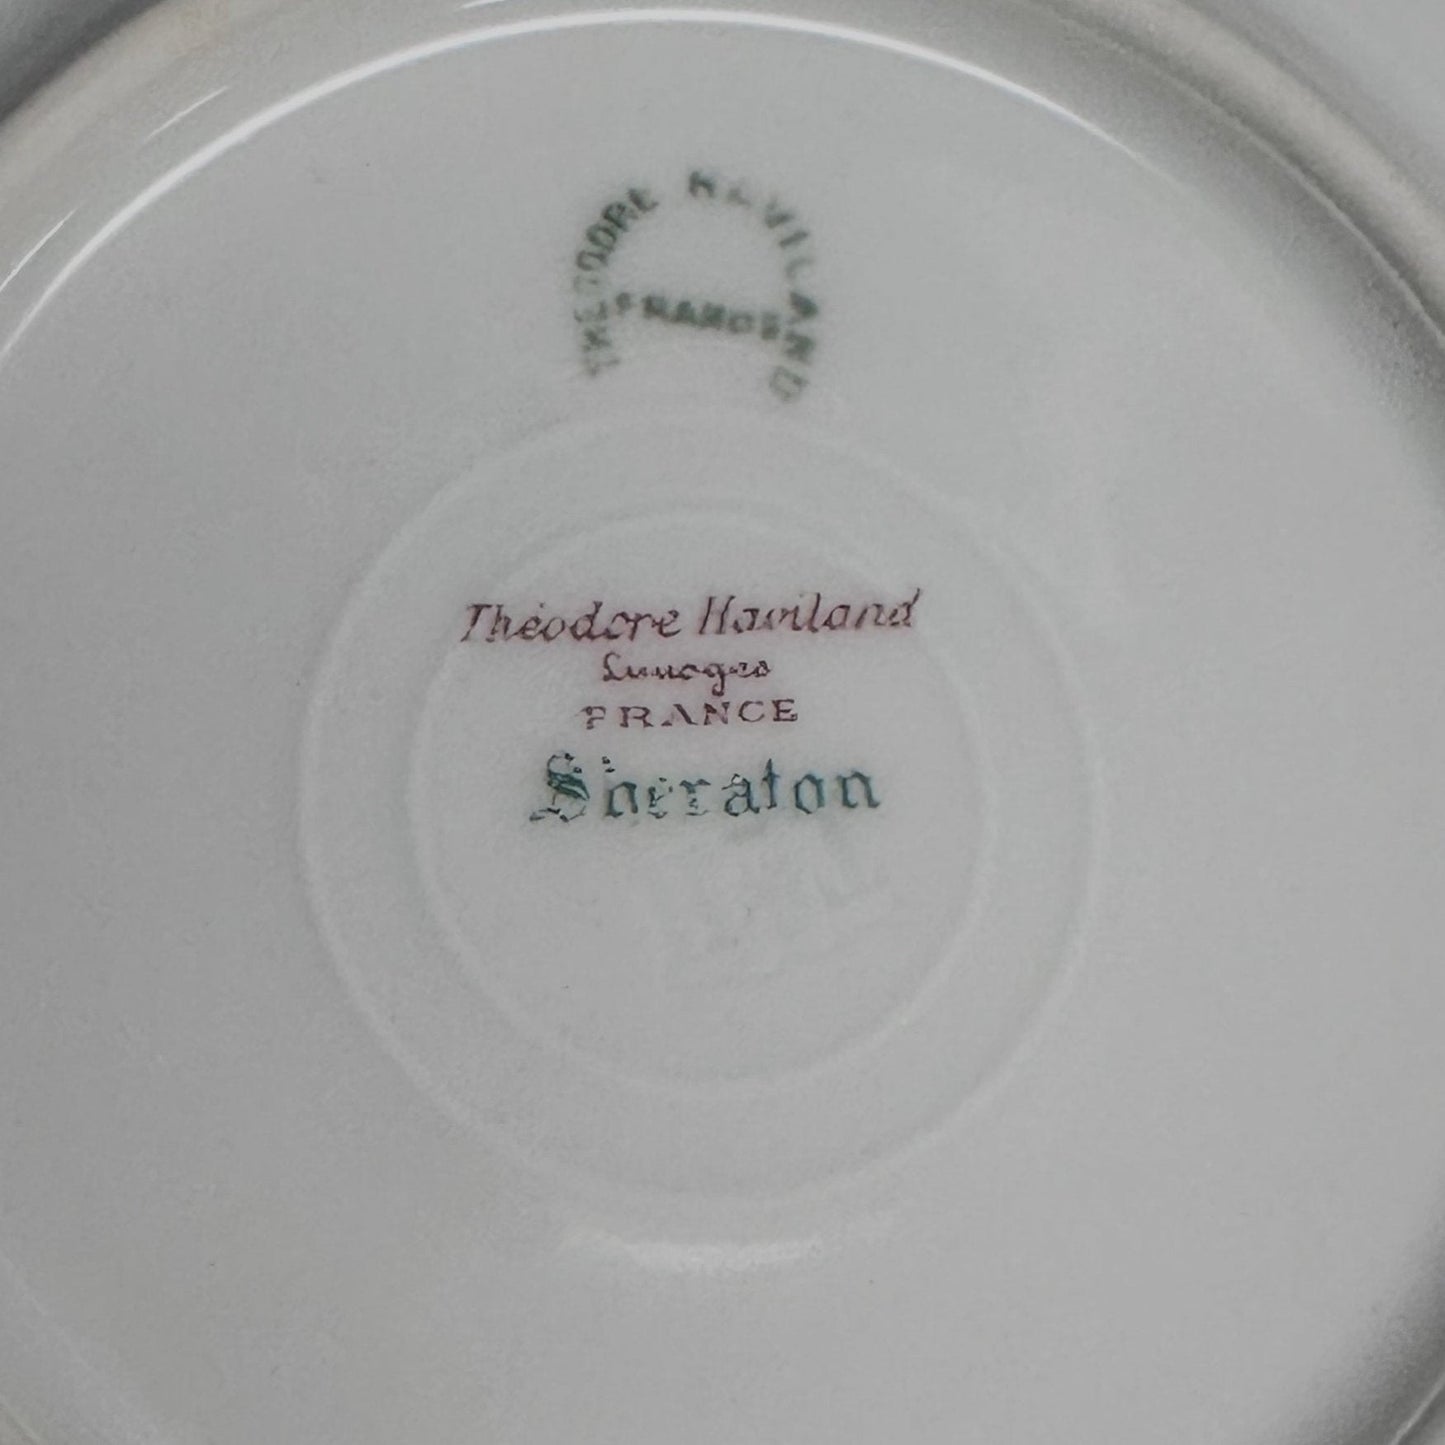 THEODORE HAVILAND
FRANCE
Théodore Haviland
Limoges
FRANCE
Sheraton